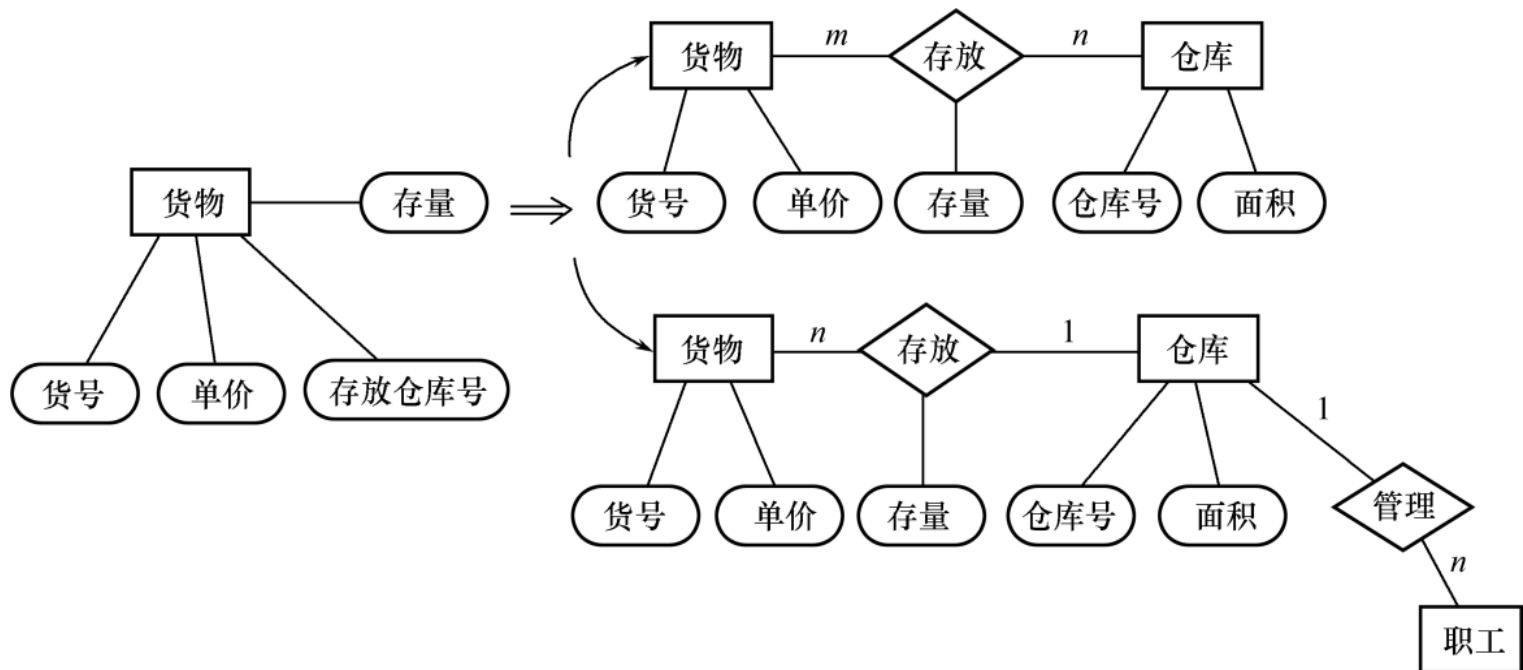 货物 m 存放 n 仓库
货号 单价 存量 仓库号 面积
货物 存量
货号 单价 存放仓库号
货物 n 存放 1 仓库
1
货号 单价 存量 仓库号 面积
管理
n
职工